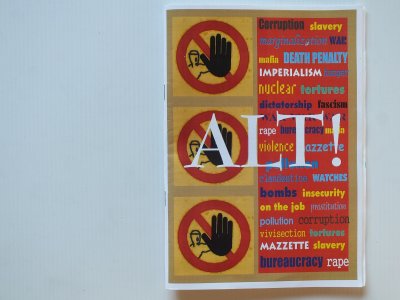 Corruption slavery
marginalization WAR
mafia DEATH PENALTY
IMPERIALISM
nuclear tortures
dictatorship fascism
ALT!
rape bureaucracy mafia
violence mazzette
clandestine WATCHES
bombs insecurity
on the job prostitution
pollution corruption
vivisection tortures
MAZZETTE slavery
bureaucracy rape